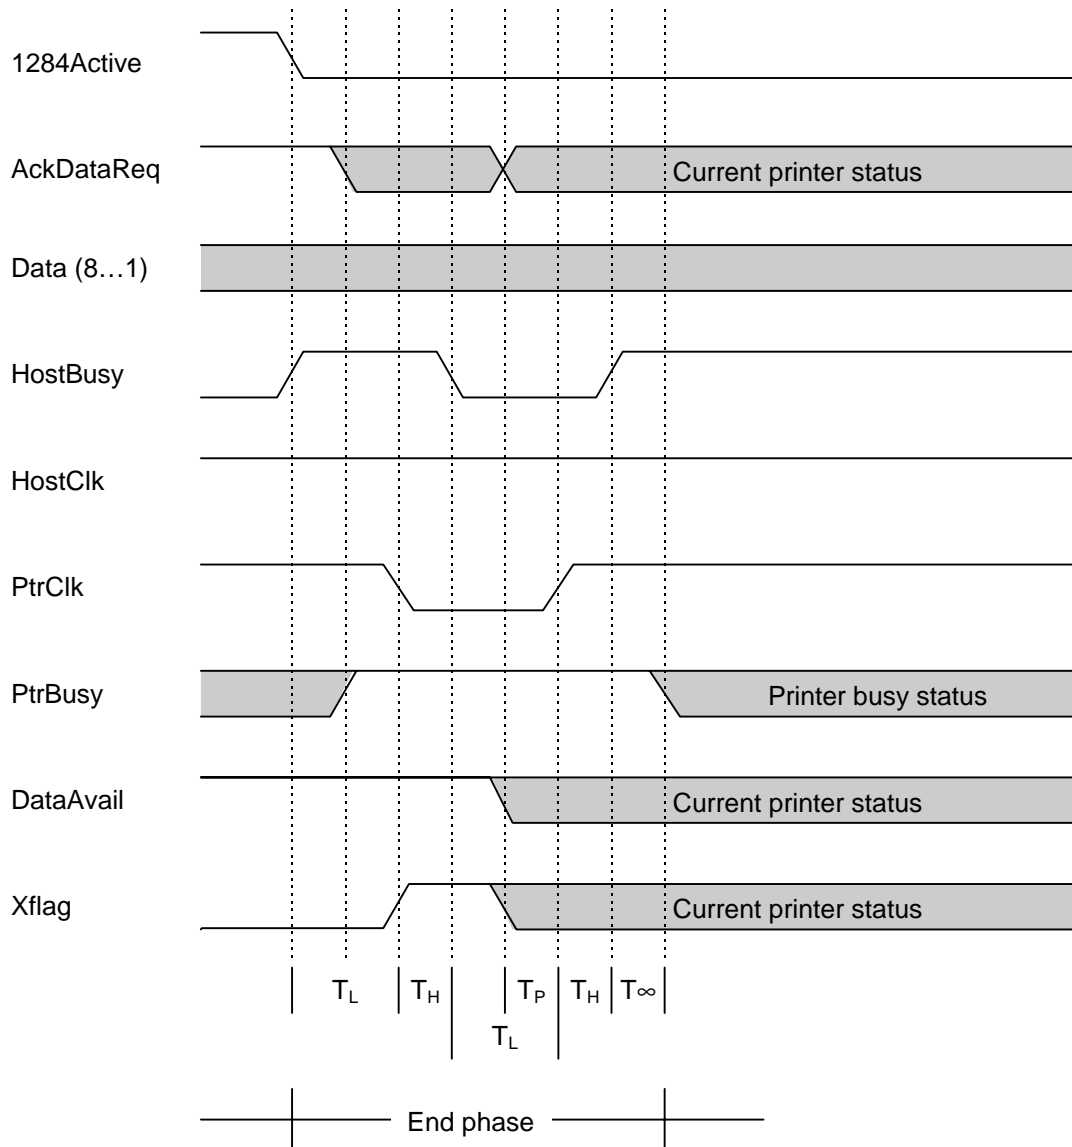 1284Active
AckDataReq
Current printer status
Data (8…1)
HostBusy
HostClk
PtrClk
PtrBusy
Printer busy status
DataAvail
Current printer status
Xflag
Current printer status
TL TH TP TH T∞
TL
End phase